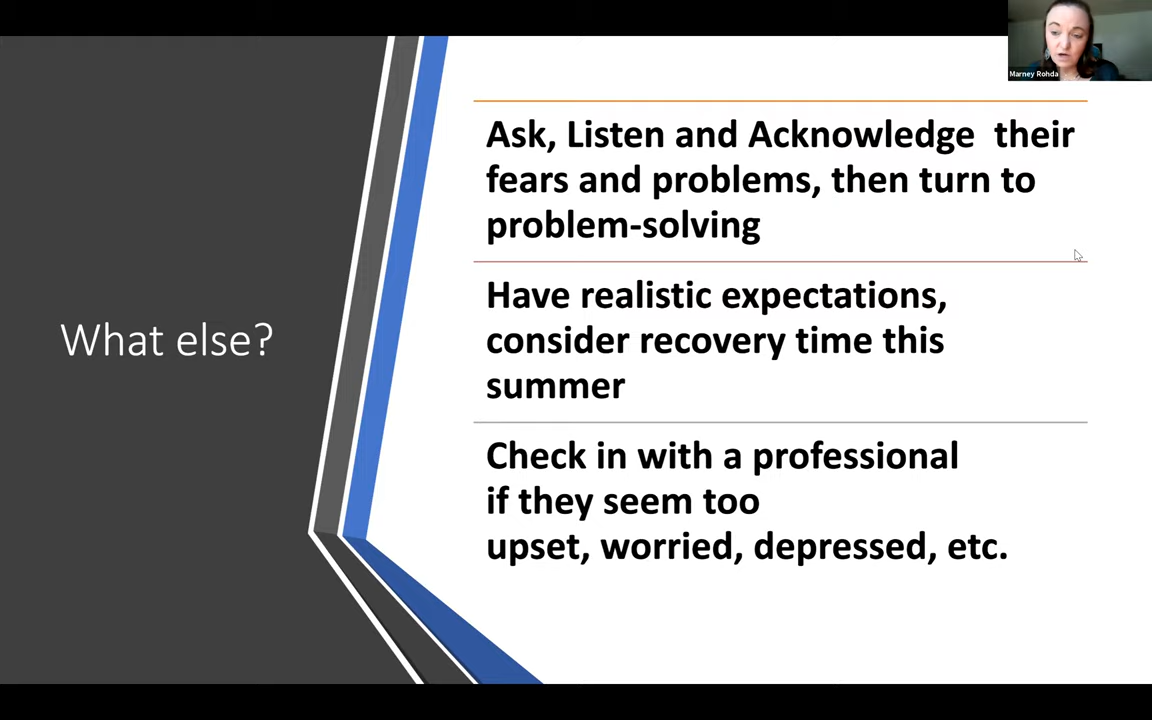 Marney Rohda
What else?
Ask, Listen and Acknowledge  their
fears and problems, then turn to
problem-solving
Have realistic expectations,
consider recovery time this
summer
Check in with a professional
if they seem too
upset, worried, depressed, etc.